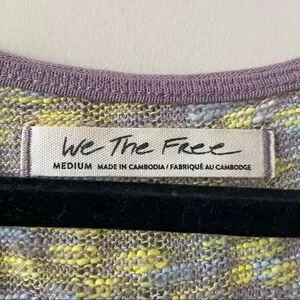 We The Free
MEDIUM MADE IN CAMBODIA / FABRIQUÉ AU CAMBODGE